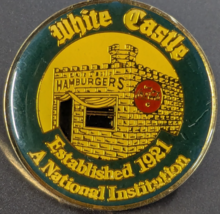 White Castle
HAMBURGERS
Established 1921
A National Institution